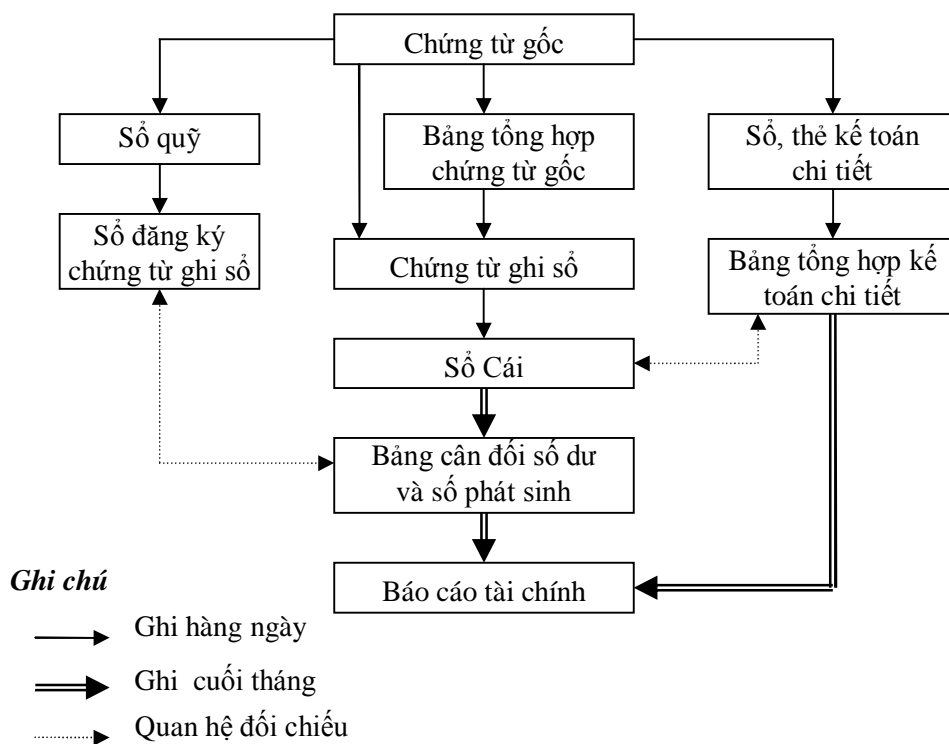 Chứng từ gốc
Sổ quỹ
Bảng tổng hợp
chứng từ gốc
Sổ, thẻ kế toán
chi tiết
Sổ đăng ký
chứng từ ghi sổ
Chứng từ ghi sổ
Bảng tổng hợp kế
toán chi tiết
Sổ Cái
Bảng cân đối số dư
và số phát sinh
Báo cáo tài chính
Ghi chú
Ghi hàng ngày
Ghi cuối tháng
Quan hệ đối chiếu